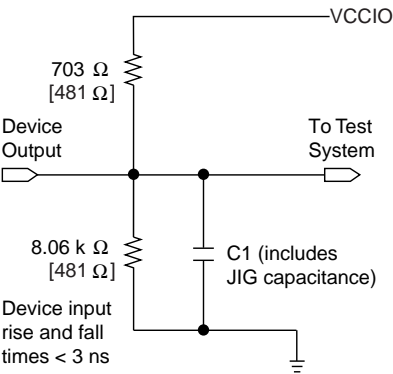 VCCIO
703 Ω
[481 Ω]
Device
Output
To Test
System
8.06 k Ω
[481 Ω]
C1 (includes
JIG capacitance)
Device input
rise and fall
times < 3 ns